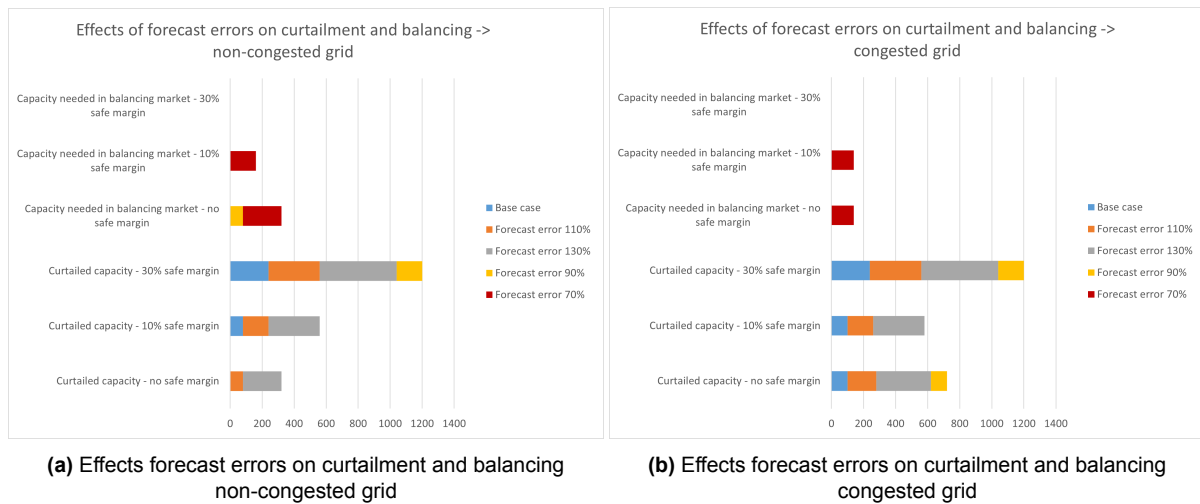 Effects of forecast errors on curtailment and balancing ->
non-congested grid
Capacity needed in balancing market - 30%
safe margin
Capacity needed in balancing market - 10%
safe margin
Capacity needed in balancing market - no
safe margin
Curtailed capacity - 30% safe margin
Curtailed capacity - 10% safe margin
Curtailed capacity - no safe margin
0 200 400 600 800 1000 1200 1400
Base case
Forecast error 110%
Forecast error 130%
Forecast error 90%
Forecast error 70%
(a) Effects forecast errors on curtailment and balancing
non-congested grid
Effects of forecast errors on curtailment and balancing ->
congested grid
Capacity needed in balancing market - 30%
safe margin
Capacity needed in balancing market - 10%
safe margin
Capacity needed in balancing market - no
safe margin
Curtailed capacity - 30% safe margin
Curtailed capacity - 10% safe margin
Curtailed capacity - no safe margin
0 200 400 600 800 1000 1200 1400
Base case
Forecast error 110%
Forecast error 130%
Forecast error 90%
Forecast error 70%
(b) Effects forecast errors on curtailment and balancing
congested grid